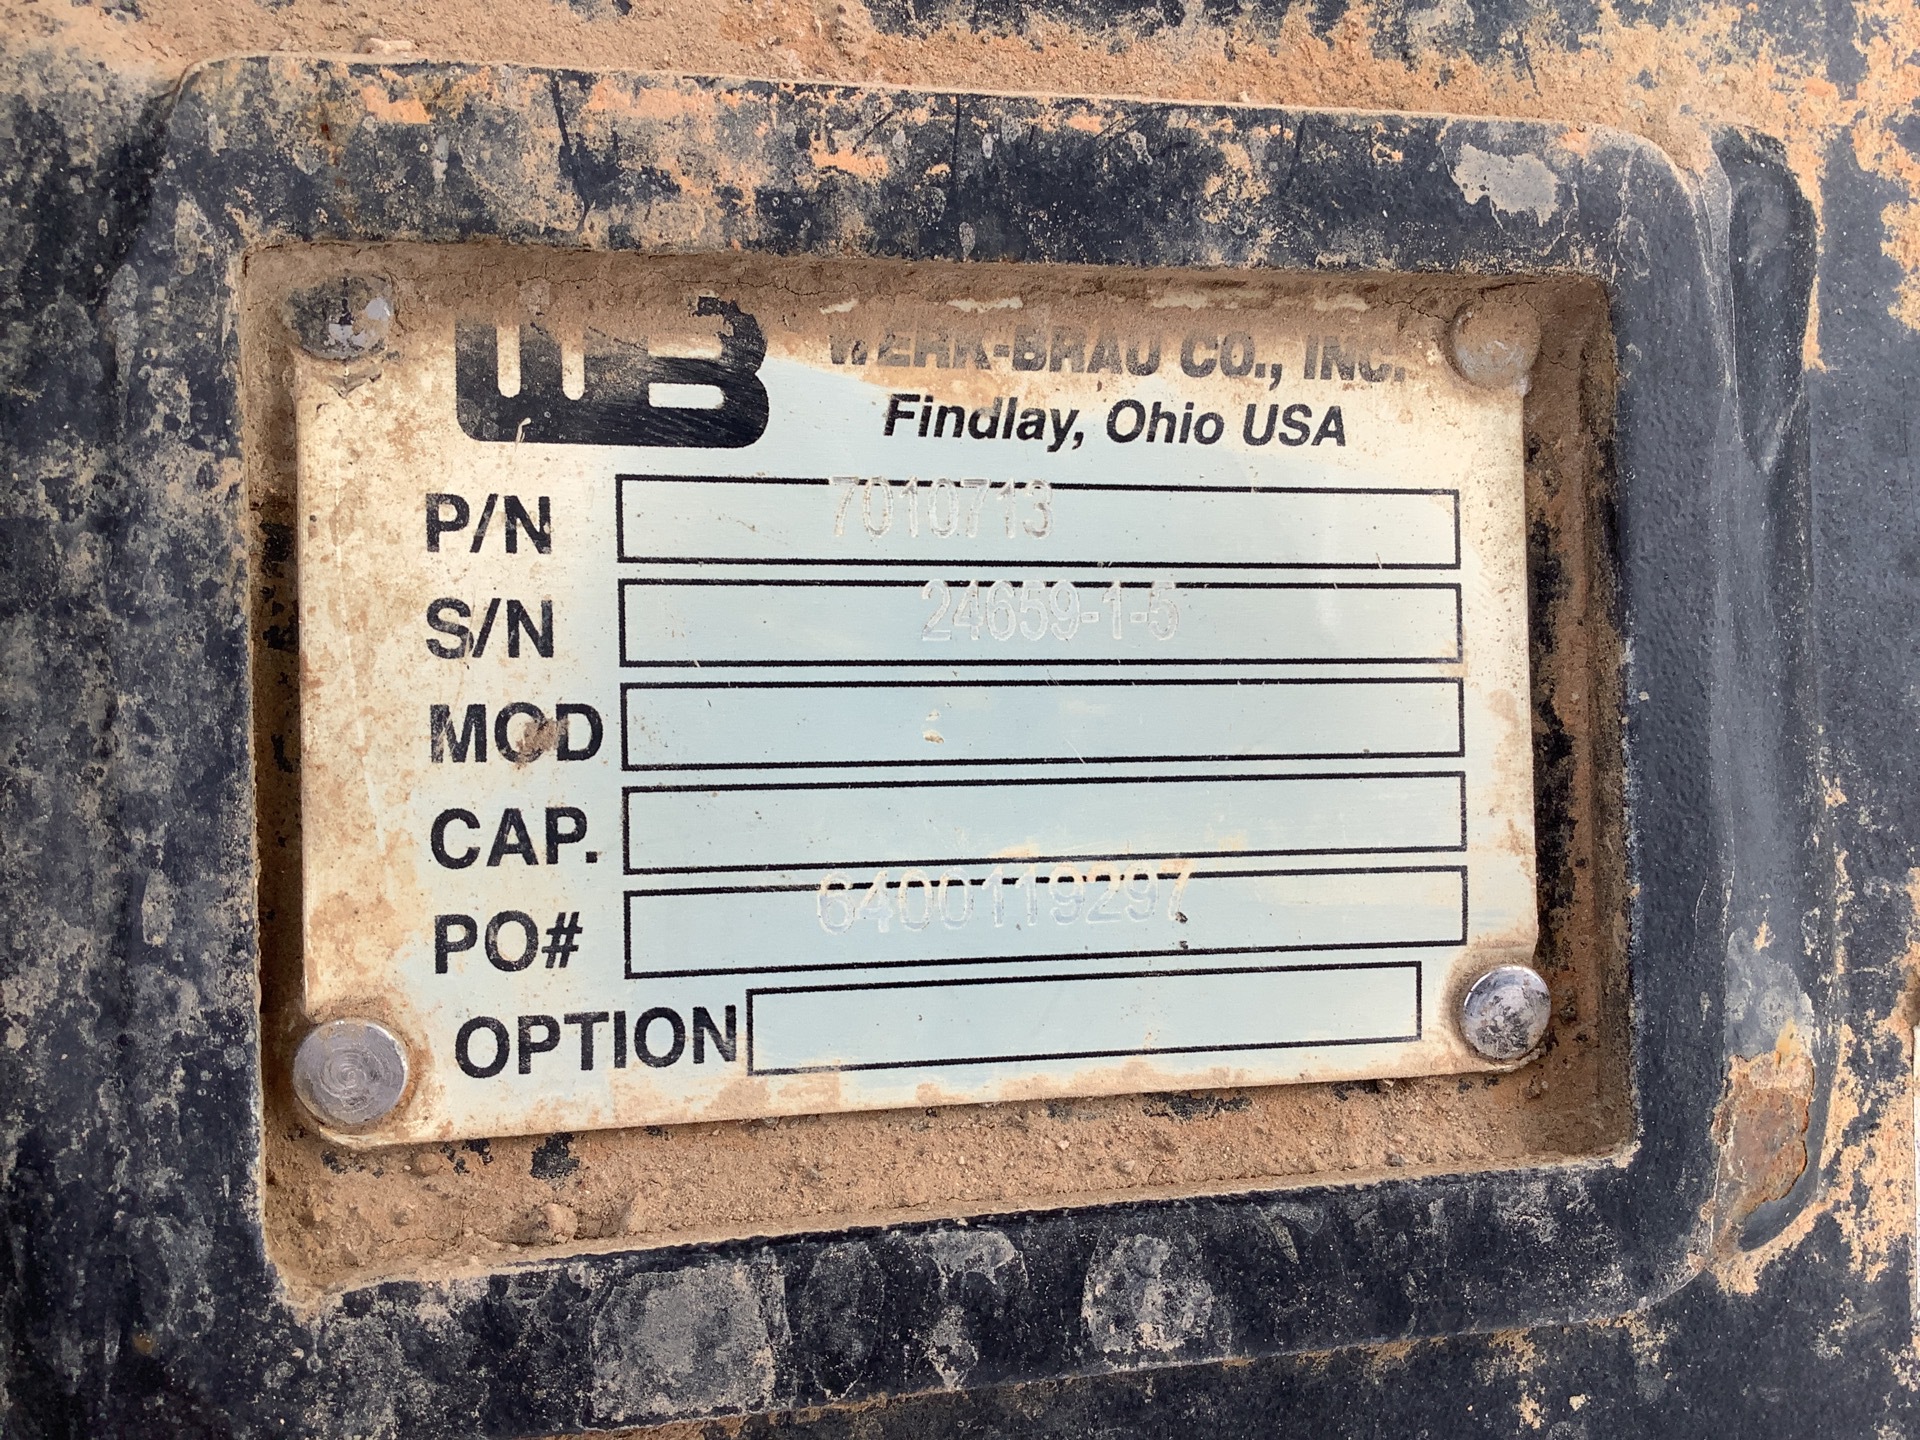 WB
WERK-BRAU CO., INC.
Findlay, Ohio USA
P/N 7010713
S/N 24659-1-5
MOD
CAP.
PO# 6400119297
OPTION